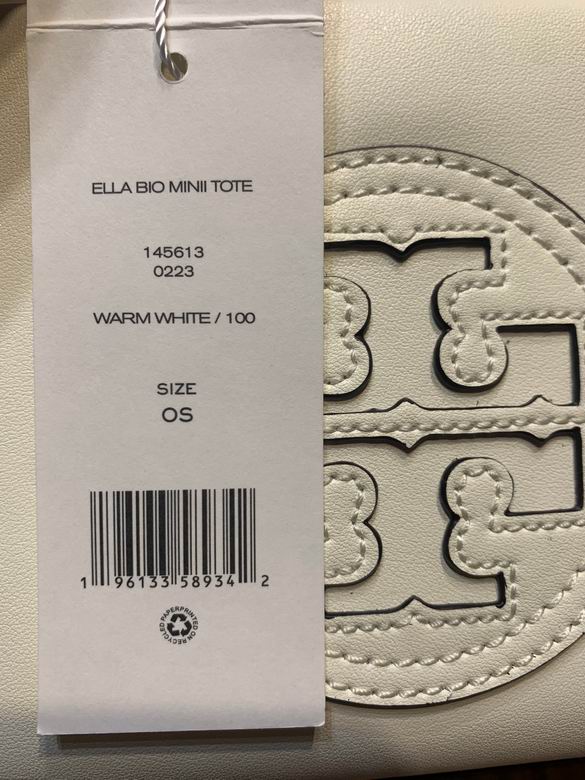 ELLA BIO MINII TOTE
145613
0223
WARM WHITE / 100
SIZE
OS
1 96133 58934 2
PAPER PRINTED ON RECYCLED